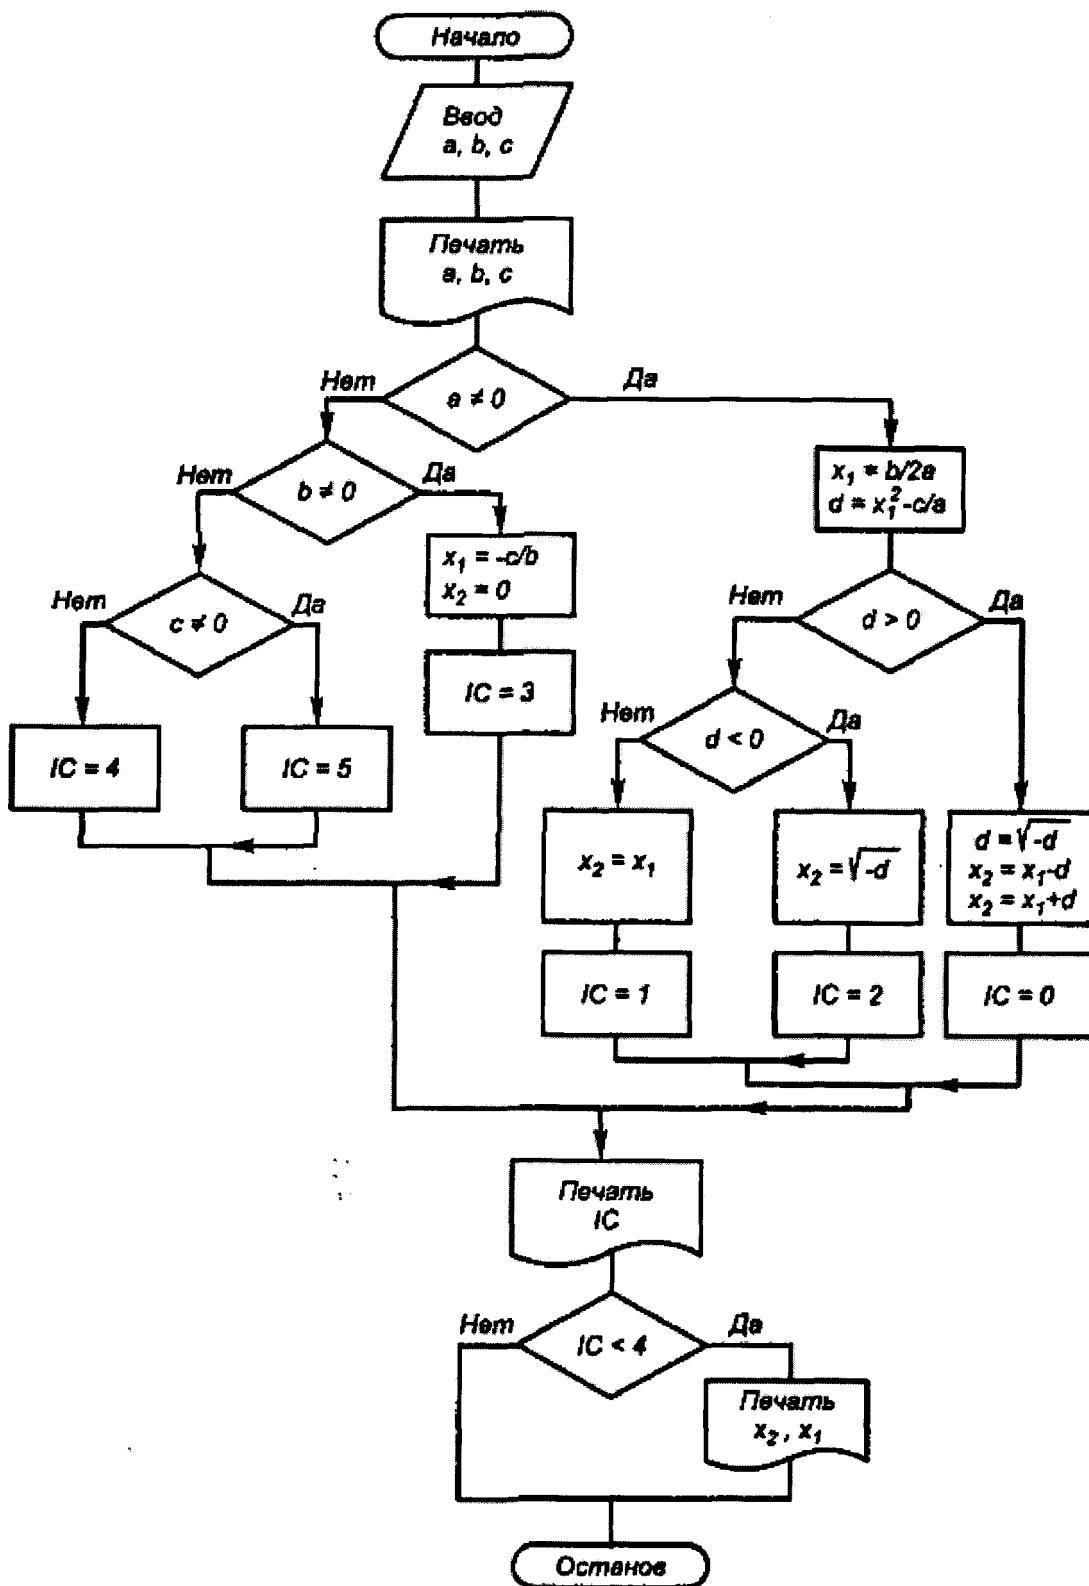 Начало
Ввод
a, b, c
Печать
a, b, c
Нет
a ≠ 0
Да
Нет
b ≠ 0
Да
x₁ = b/2a
d = x₁²-c/a
x₁ = -c/b
x₂ = 0
Нет
c ≠ 0
Да
Нет
d > 0
Да
IC = 3
Нет
d < 0
Да
IC = 4
IC = 5
x₂ = x₁
x₂ = √-d
d = √-d
x₂ = x₁-d
x₂ = x₁+d
IC = 1
IC = 2
IC = 0
Печать
IC
Нет
IC < 4
Да
Печать
x₂ , x₁
Останов